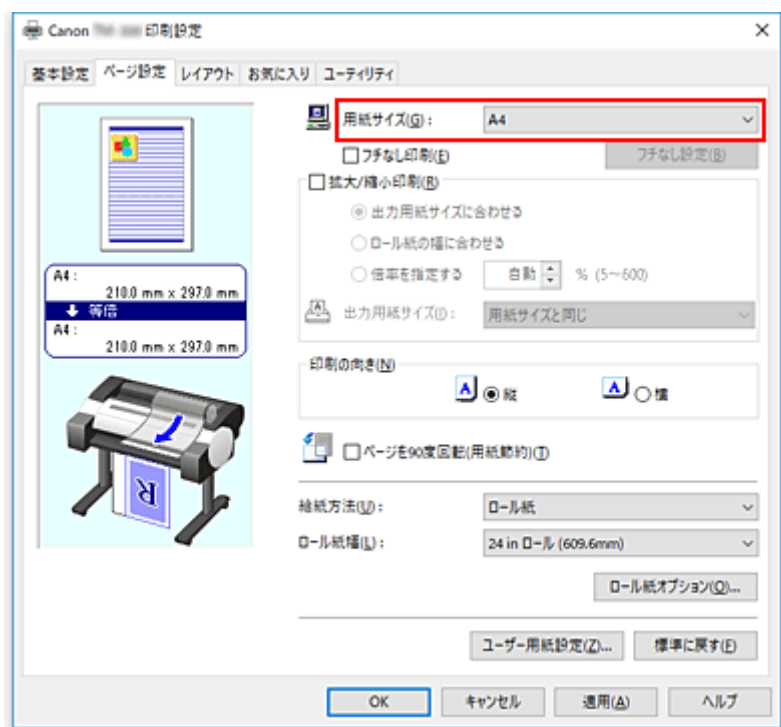 Canon 印刷設定
基本設定 ページ設定 レイアウト お気に入り ユーティリティ
用紙サイズ(G): A4
フチなし印刷(E) フチなし設定(B)
拡大/縮小印刷(R)
出力用紙サイズに合わせる
ロール紙の幅に合わせる
倍率を指定する 自動 % (5～600)
出力用紙サイズ(I): 用紙サイズと同じ
A4:
210.0 mm x 297.0 mm
等倍
A4:
210.0 mm x 297.0 mm
印刷の向き(N)
A 縦 A 横
ページを90度回転(用紙節約)(T)
R
給紙方法(U): ロール紙
ロール紙幅(L): 24 in ロール (609.6mm)
ロール紙オプション(O)...
ユーザー用紙設定(Z)... 標準に戻す(F)
OK キャンセル 適用(A) ヘルプ